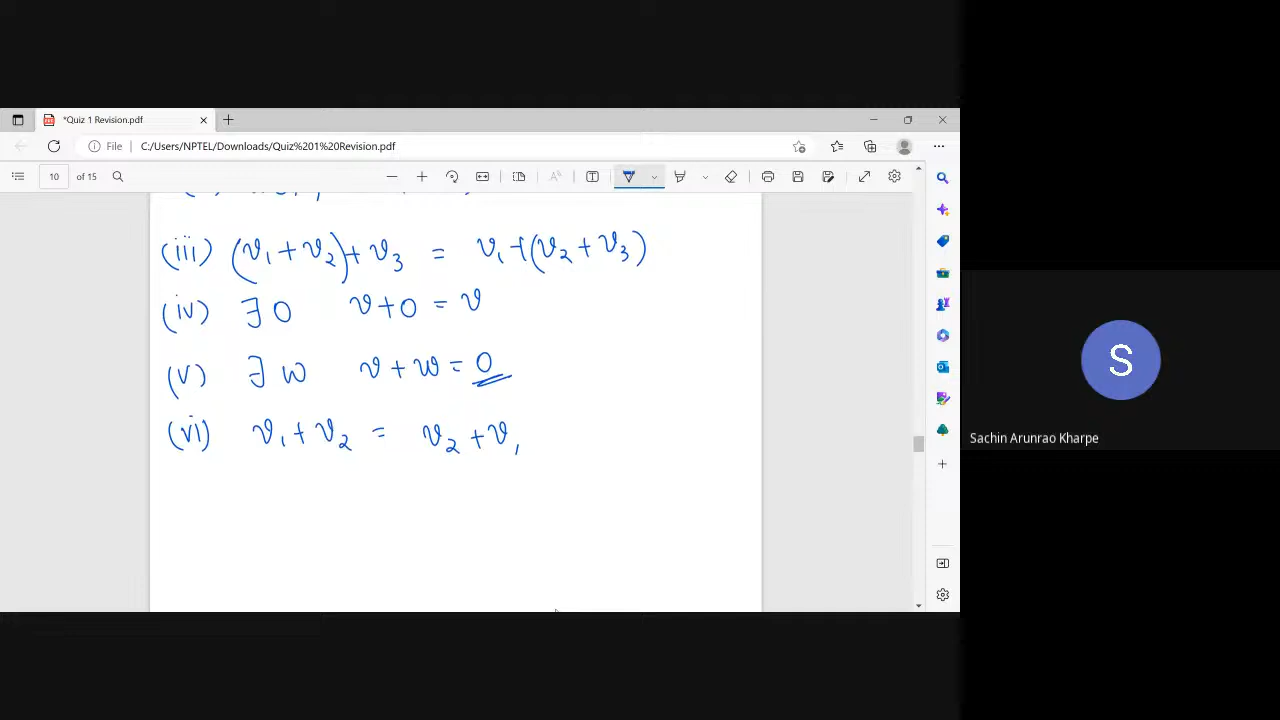 *Quiz 1 Revision.pdf
File C:/Users/NPTEL/Downloads/Quiz%201%20Revision.pdf
10 of 15
(iii) (v₁ + v₂) + v₃ = v₁ + (v₂ + v₃)
(iv) ∃ 0 v + 0 = v
(v) ∃ w v + w = 0
(vi) v₁ + v₂ = v₂ + v₁
S
Sachin Arunrao Kharpe